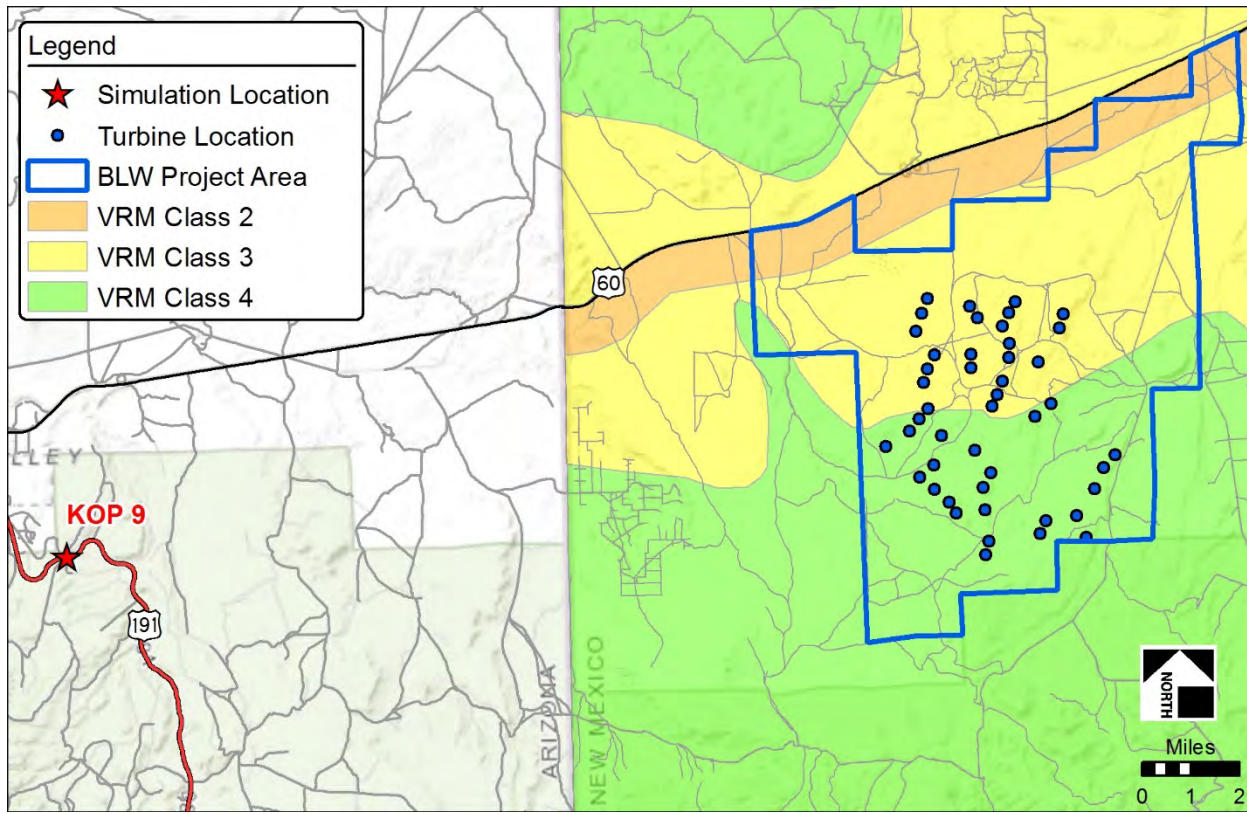 Legend
Simulation Location
Turbine Location
BLW Project Area
VRM Class 2
VRM Class 3
VRM Class 4
60
LLEY
KOP 9
191
ARIZONA
NEW MEXICO
NORTH
Miles
0 1 2